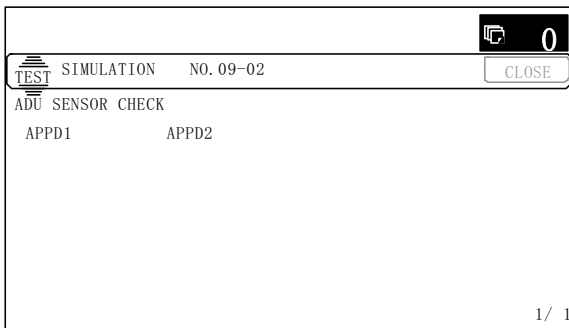 0
TEST SIMULATION NO.09-02 CLOSE
ADU SENSOR CHECK
APPD1 APPD2
1/ 1